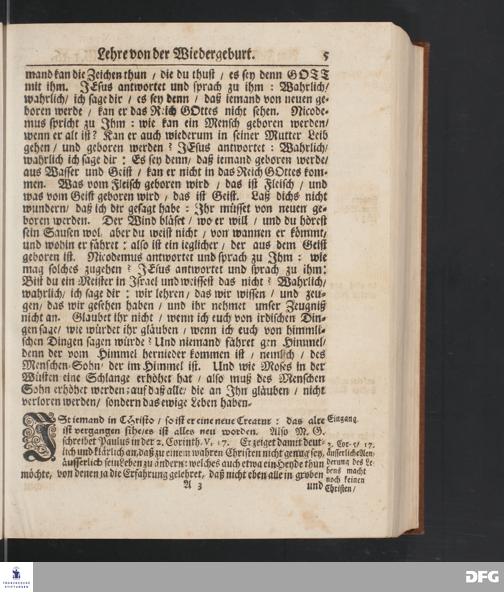 Lehre von der Wiedergeburt. 5
mand kan die Zeichen thun / die du thust / es sey denn GOTT
mit ihm. JEsus antwortet und sprach zu ihm : Wahrlich/
wahrlich/ ich sage dir / es sey denn / daß iemand von neuen ge-
boren werde / kan er das Reich GOttes nicht sehen. Nicode-
mus spricht zu Jhm : wie kan ein Mensch geboren werden/
wenn er alt ist? Kan er auch wiederum in seiner Mutter Leib
gehen / und geboren werden ? JEsus antwortet : Wahrlich/
wahrlich ich sage dir : Es sey denn/ daß iemand geboren werde/
aus Wasser und Geist / kan er nicht in das Reich GOttes kom-
men. Was vom Fleisch geboren wird / das ist Fleisch / und
was vom Geist geboren wird / das ist Geist. Laß dichs nicht
wundern/ daß ich dir gesagt habe : Jhr müsset von neuen ge-
boren werden. Der Wind bläset / wo er will / und du hörest
sein Sausen wol, aber du weist nicht / von wannen er kömmt/
und wohin er fähret : also ist ein ieglicher / der aus dem Geist
geboren ist. Nicodemus antwortet und sprach zu Jhm : wie
mag solches zugehen ? JEsus antwortet und sprach zu ihm:
Bist du ein Meister in Jsrael und weissest das nicht ? Wahrlich/
wahrlich/ ich sage dir : wir lehren / das wir wissen / und zeu-
gen / das wir gesehen haben / und ihr nehmet unser Zeugniß
nicht an. Glaubet ihr nicht / wenn ich euch von irdischen Din-
gen sage/ wie würdet ihr gläuben / wenn ich euch von himmli-
schen Dingen sagen würde ? Und niemand fähret gen Himmel/
denn der vom Himmel hernieder kommen ist / nemlich / des
Menschen-Sohn/ der im Himmel ist. Und wie Moses in der
Wüsten eine Schlange erhöhet hat / also muß des Menschen
Sohn erhöhet werden : auf daß alle/ die an Jhn gläuben / nicht
verloren werden/ sondern das ewige Leben haben.
JSt iemand in Christo / so ist er eine neue Creatur : das alte
ist vergangen sihe/es ist alles neu worden. Also M. G.
schreibet Paulus in der 2. Corinth. V, 17. Er zeiget damit deut-
lich und klärlich an/ daß zu einem wahren Christen nicht genug sey,
äusserlich sein Leben zu ändern: welches auch etwa ein Heyde thun
möchte, von denen ja die Erfahrung gelehret, daß nicht eben alle in groben
Eingang.
2. Cor. v/ 17.
äusserliche Aen-
derung des Le-
bens macht
noch keinen
Christen/
A 3 und
FRANCKESCHE
STIFTUNGEN
DFG